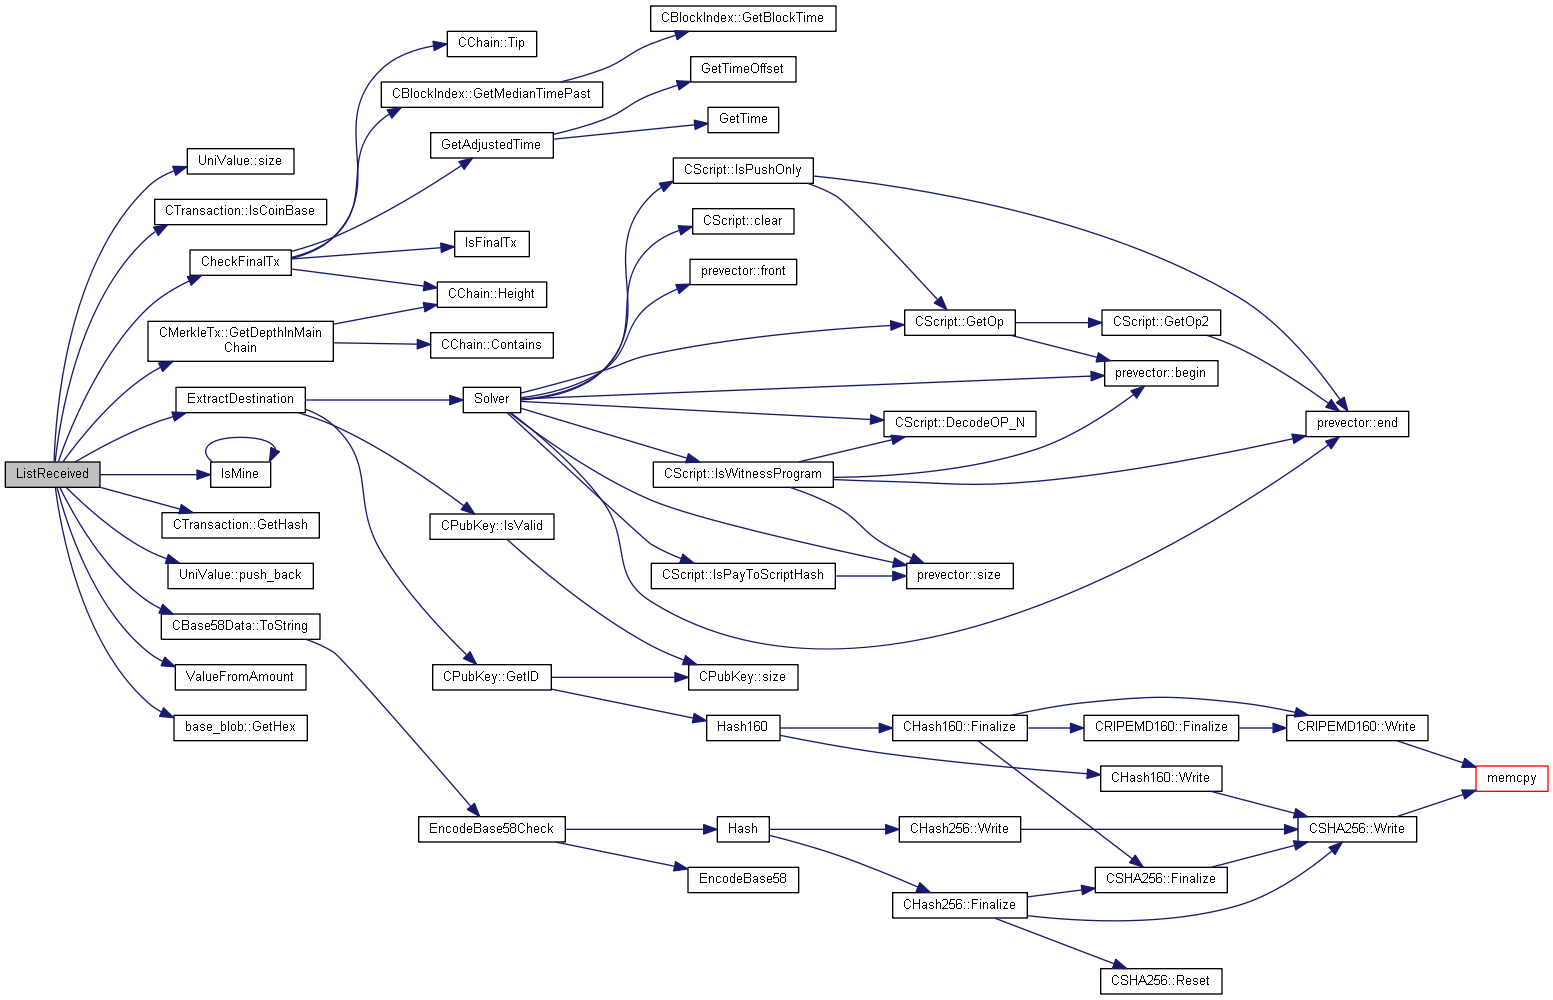 CBlockIndex::GetBlockTime
CChain::Tip
GetTimeOffset
CBlockIndex::GetMedianTimePast
GetTime
GetAdjustedTime
UniValue::size
CScript::IsPushOnly
CTransaction::IsCoinBase
CScript::clear
IsFinalTx
CheckFinalTx
prevector::front
CChain::Height
CScript::GetOp
CScript::GetOp2
CMerkleTx::GetDepthInMain
Chain
CChain::Contains
prevector::begin
ExtractDestination
Solver
CScript::DecodeOP_N
prevector::end
ListReceived
IsMine
CScript::IsWitnessProgram
CTransaction::GetHash
CPubKey::IsValid
UniValue::push_back
CScript::IsPayToScriptHash
prevector::size
CBase58Data::ToString
ValueFromAmount
CPubKey::GetID
CPubKey::size
base_blob::GetHex
Hash160
CHash160::Finalize
CRIPEMD160::Finalize
CRIPEMD160::Write
CHash160::Write
memcpy
EncodeBase58Check
Hash
CHash256::Write
CSHA256::Write
EncodeBase58
CSHA256::Finalize
CHash256::Finalize
CSHA256::Reset